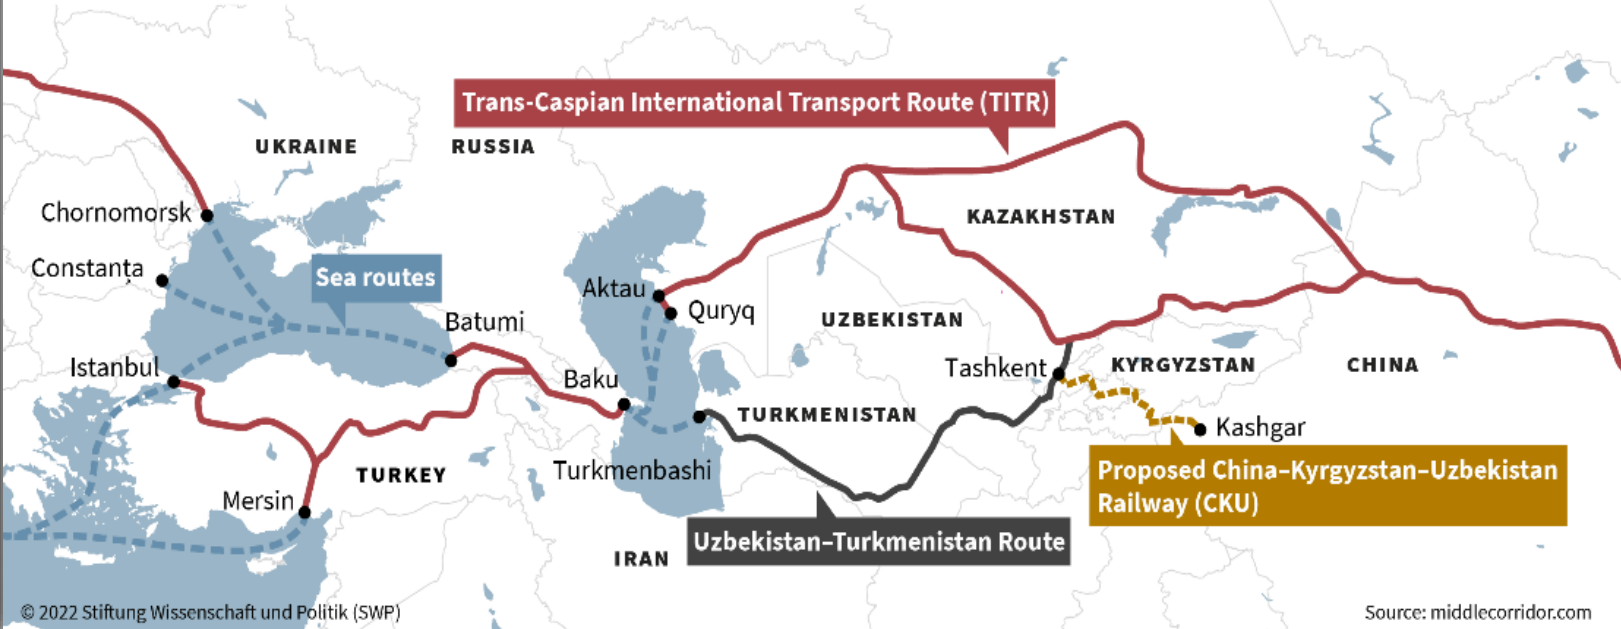 Trans-Caspian International Transport Route (TITR)
UKRAINE
RUSSIA
Chornomorsk
KAZAKHSTAN
Constanța
Sea routes
Aktau
Quryq
Batumi
UZBEKISTAN
Istanbul
Baku
Tashkent
KYRGYZSTAN
CHINA
TURKMENISTAN
Kashgar
TURKEY
Turkmenbashi
Proposed China–Kyrgyzstan–Uzbekistan
Railway (CKU)
Mersin
Uzbekistan–Turkmenistan Route
IRAN
© 2022 Stiftung Wissenschaft und Politik (SWP)
Source: middlecorridor.com